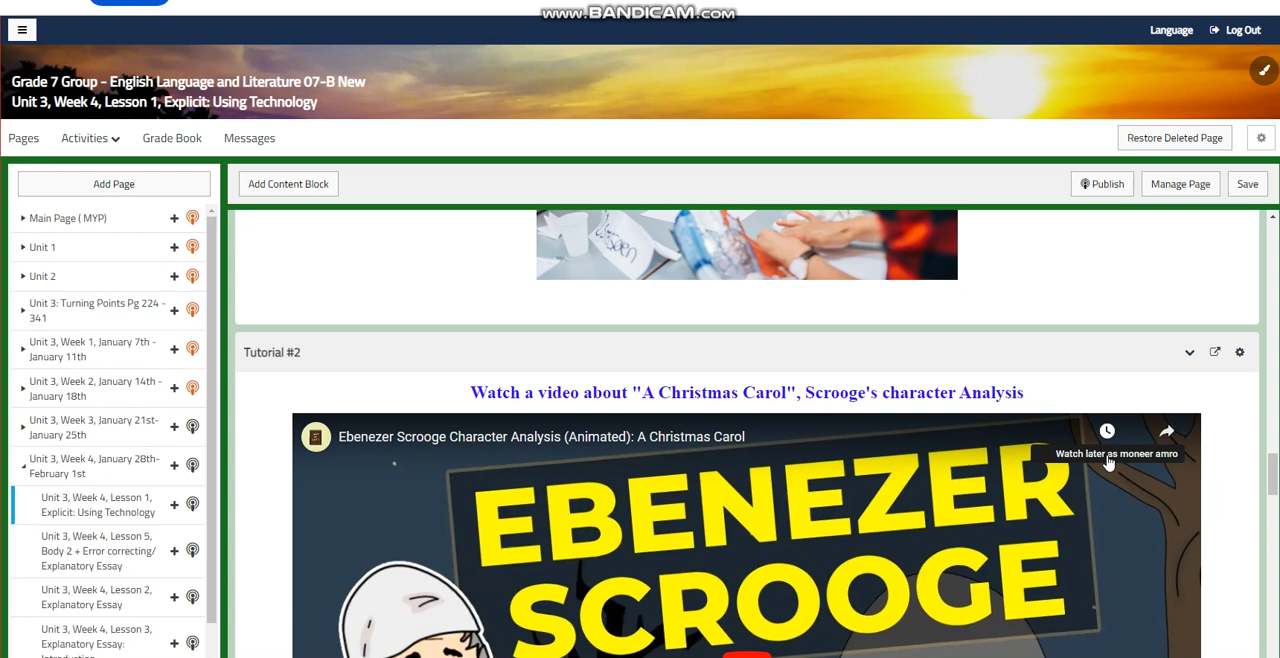 www.BANDICAM.com
Language
Log Out
Grade 7 Group - English Language and Literature 07-B New
Unit 3, Week 4, Lesson 1, Explicit: Using Technology
Pages
Activities
Grade Book
Messages
Restore Deleted Page
Add Page
Add Content Block
Publish
Manage Page
Save
Main Page ( MYP)
Unit 1
Unit 2
Unit 3: Turning Points Pg 224 -
341
Unit 3, Week 1, January 7th -
January 11th
Unit 3, Week 2, January 14th -
January 18th
Unit 3, Week 3, January 21st-
January 25th
Unit 3, Week 4, January 28th-
February 1st
Unit 3, Week 4, Lesson 1,
Explicit: Using Technology
Unit 3, Week 4, Lesson 5,
Body 2 + Error correcting/
Explanatory Essay
Unit 3, Week 4, Lesson 2,
Explanatory Essay
Unit 3, Week 4, Lesson 3,
Explanatory Essay:
Tutorial #2
Watch a video about "A Christmas Carol", Scrooge's character Analysis
Ebenezer Scrooge Character Analysis (Animated): A Christmas Carol
Watch later as moneer amro
EBENEZER
SCROOGE